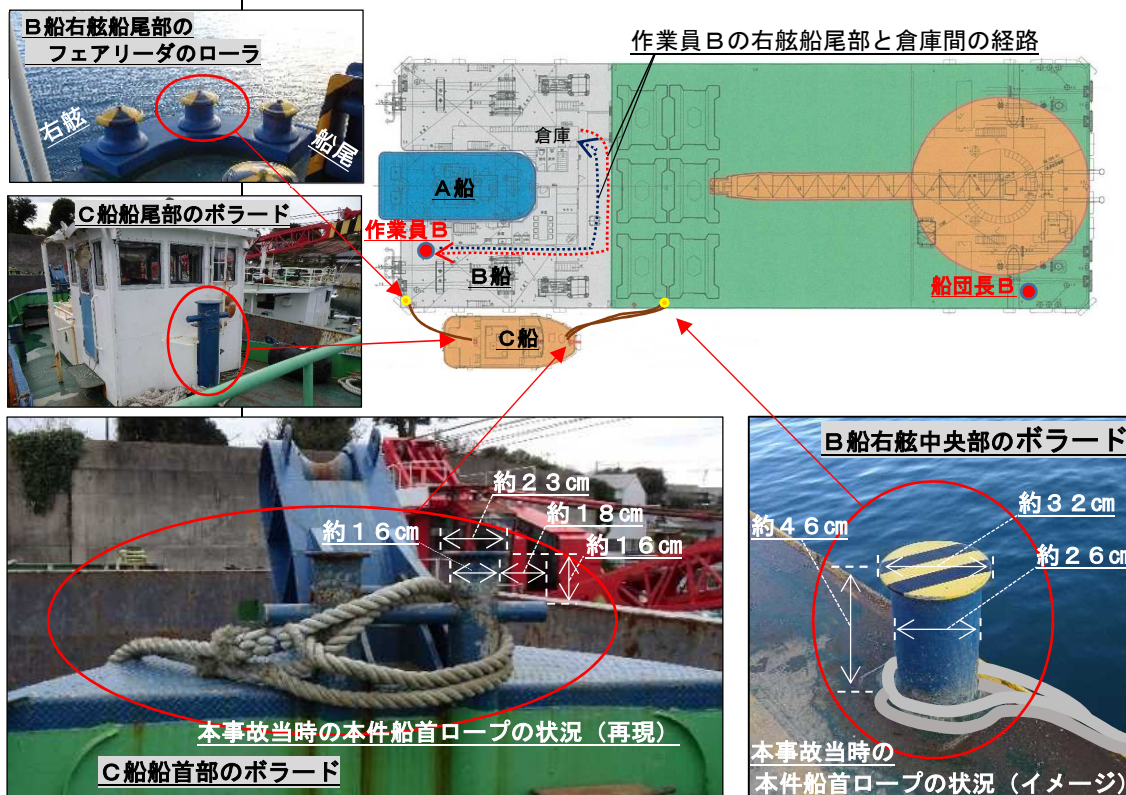 B船右舷船尾部の
フェアリーダのローラ
右舷
船尾
C船船尾部のボラード
作業員Bの右舷船尾部と倉庫間の経路
倉庫
A船
作業員B
B船
船団長B
C船
約23㎝
約18㎝
約16㎝
約16㎝
本事故当時の本件船首ロープの状況（再現）
C船船首部のボラード
B船右舷中央部のボラード
約46㎝
約32㎝
約26㎝
本事故当時の
本件船首ロープの状況（イメージ）